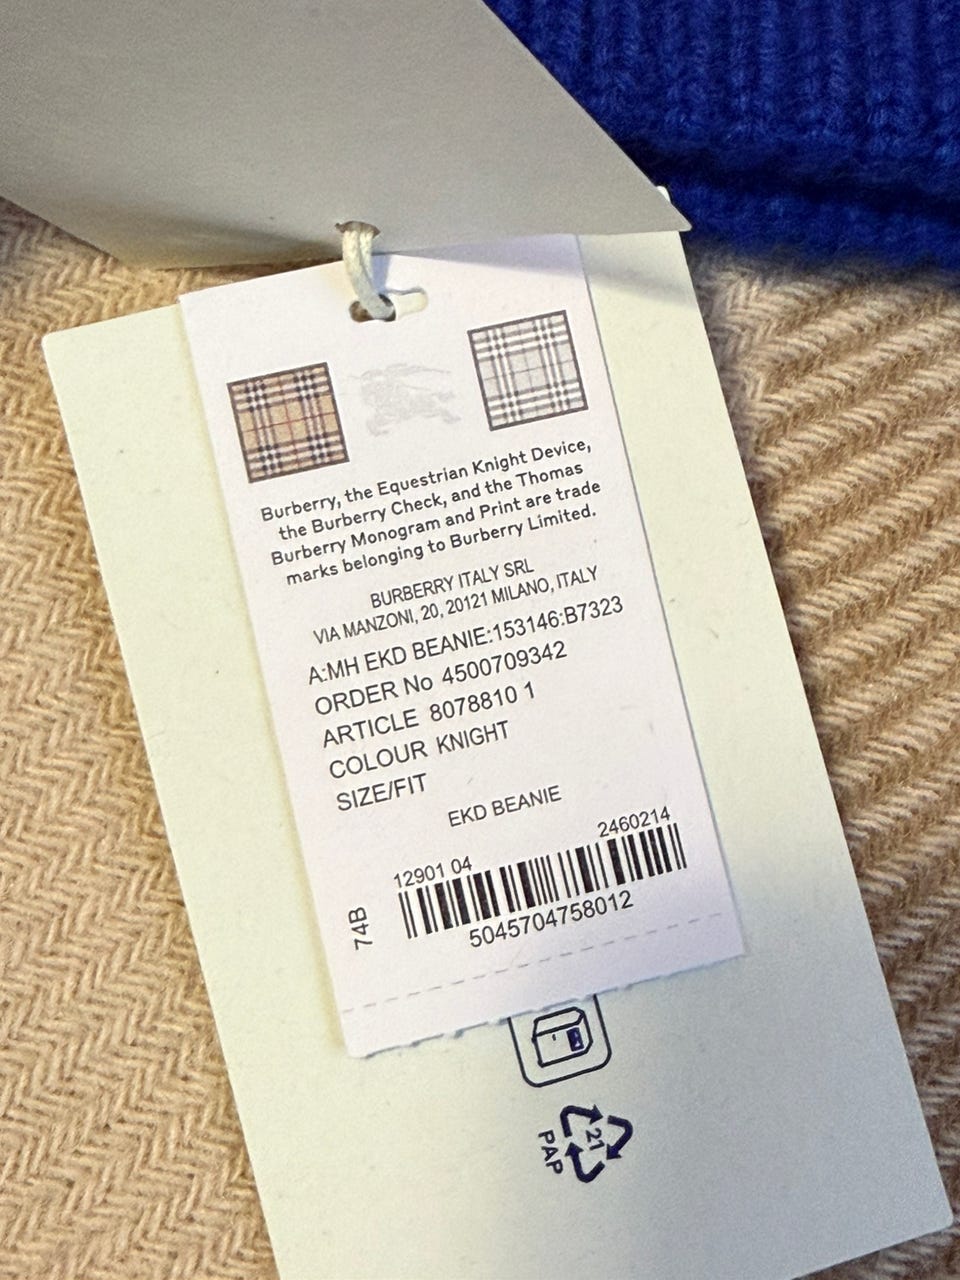 Burberry, the Equestrian Knight Device,
the Burberry Check, and the Thomas
Burberry Monogram and Print are trade
marks belonging to Burberry Limited.
BURBERRY ITALY SRL
VIA MANZONI, 20, 20121 MILANO, ITALY
A:MH EKD BEANIE:153146:B7323
ORDER No 4500709342
ARTICLE 8078810 1
COLOUR KNIGHT
SIZE/FIT
EKD BEANIE
12901 04 2460214
74B
5045704758012
21
PAP